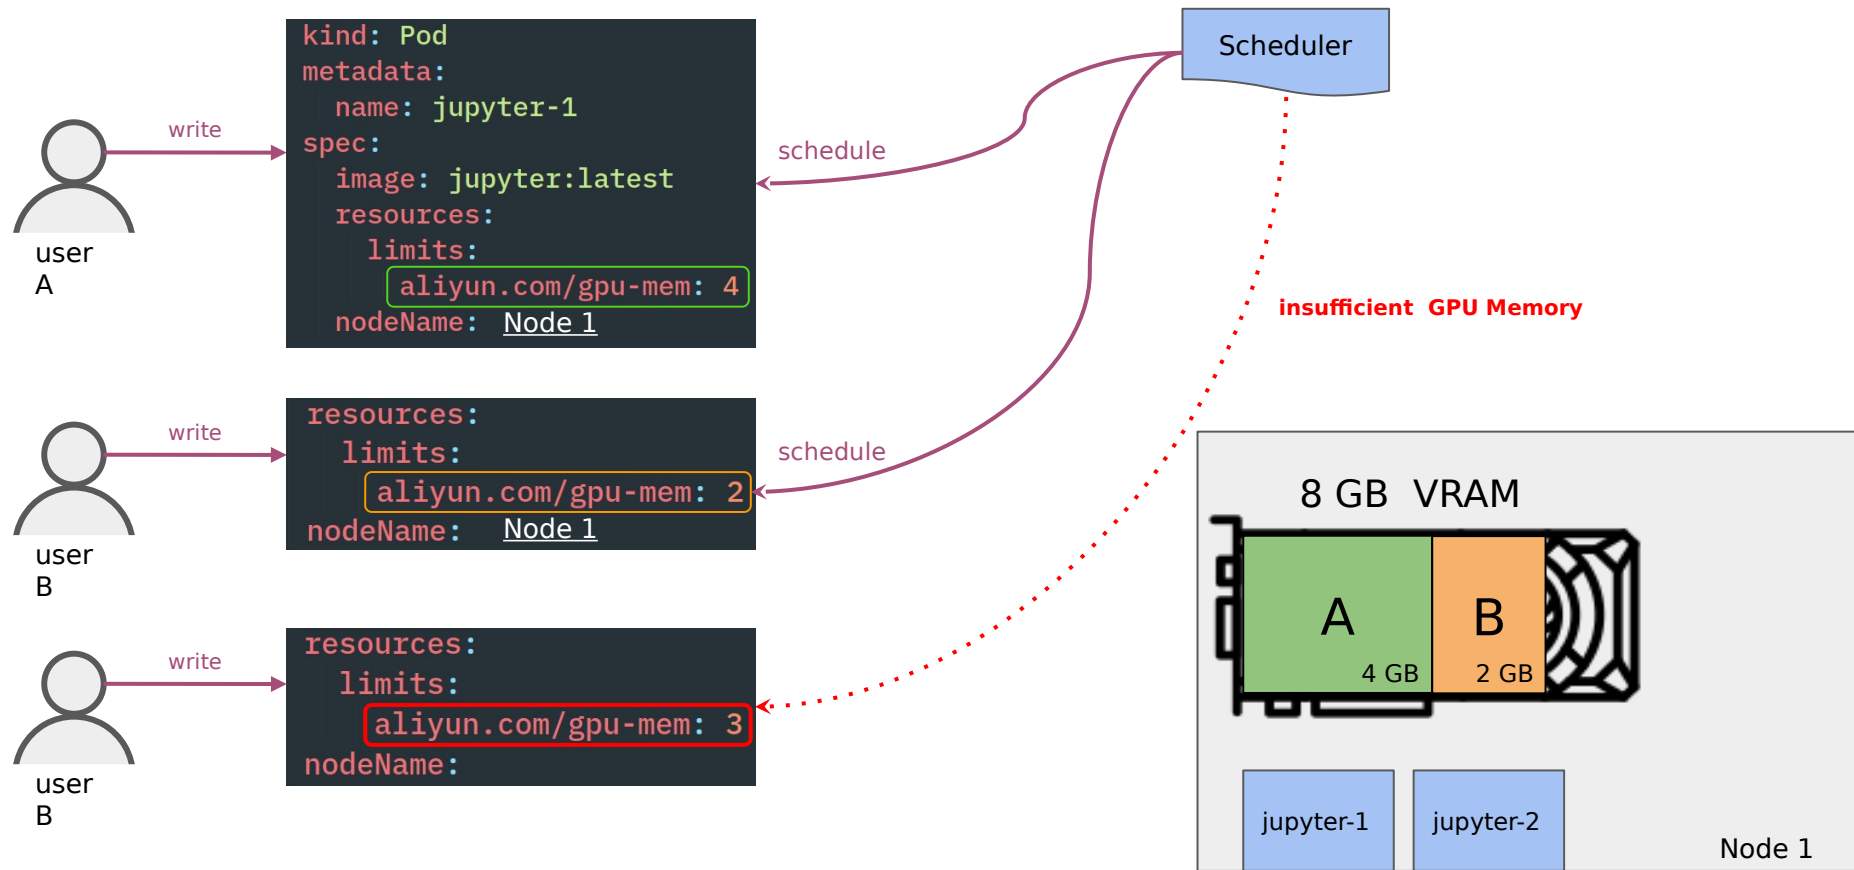 Scheduler
kind: Pod
metadata:
name: jupyter-1
spec:
image: jupyter:latest
resources:
limits:
aliyun.com/gpu-mem: 4
nodeName: Node 1
write
user
A
schedule
insufficient GPU Memory
resources:
limits:
aliyun.com/gpu-mem: 2
nodeName: Node 1
write
user
B
schedule
resources:
limits:
aliyun.com/gpu-mem: 3
nodeName:
write
user
B
8 GB VRAM
A
4 GB
B
2 GB
jupyter-1
jupyter-2
Node 1